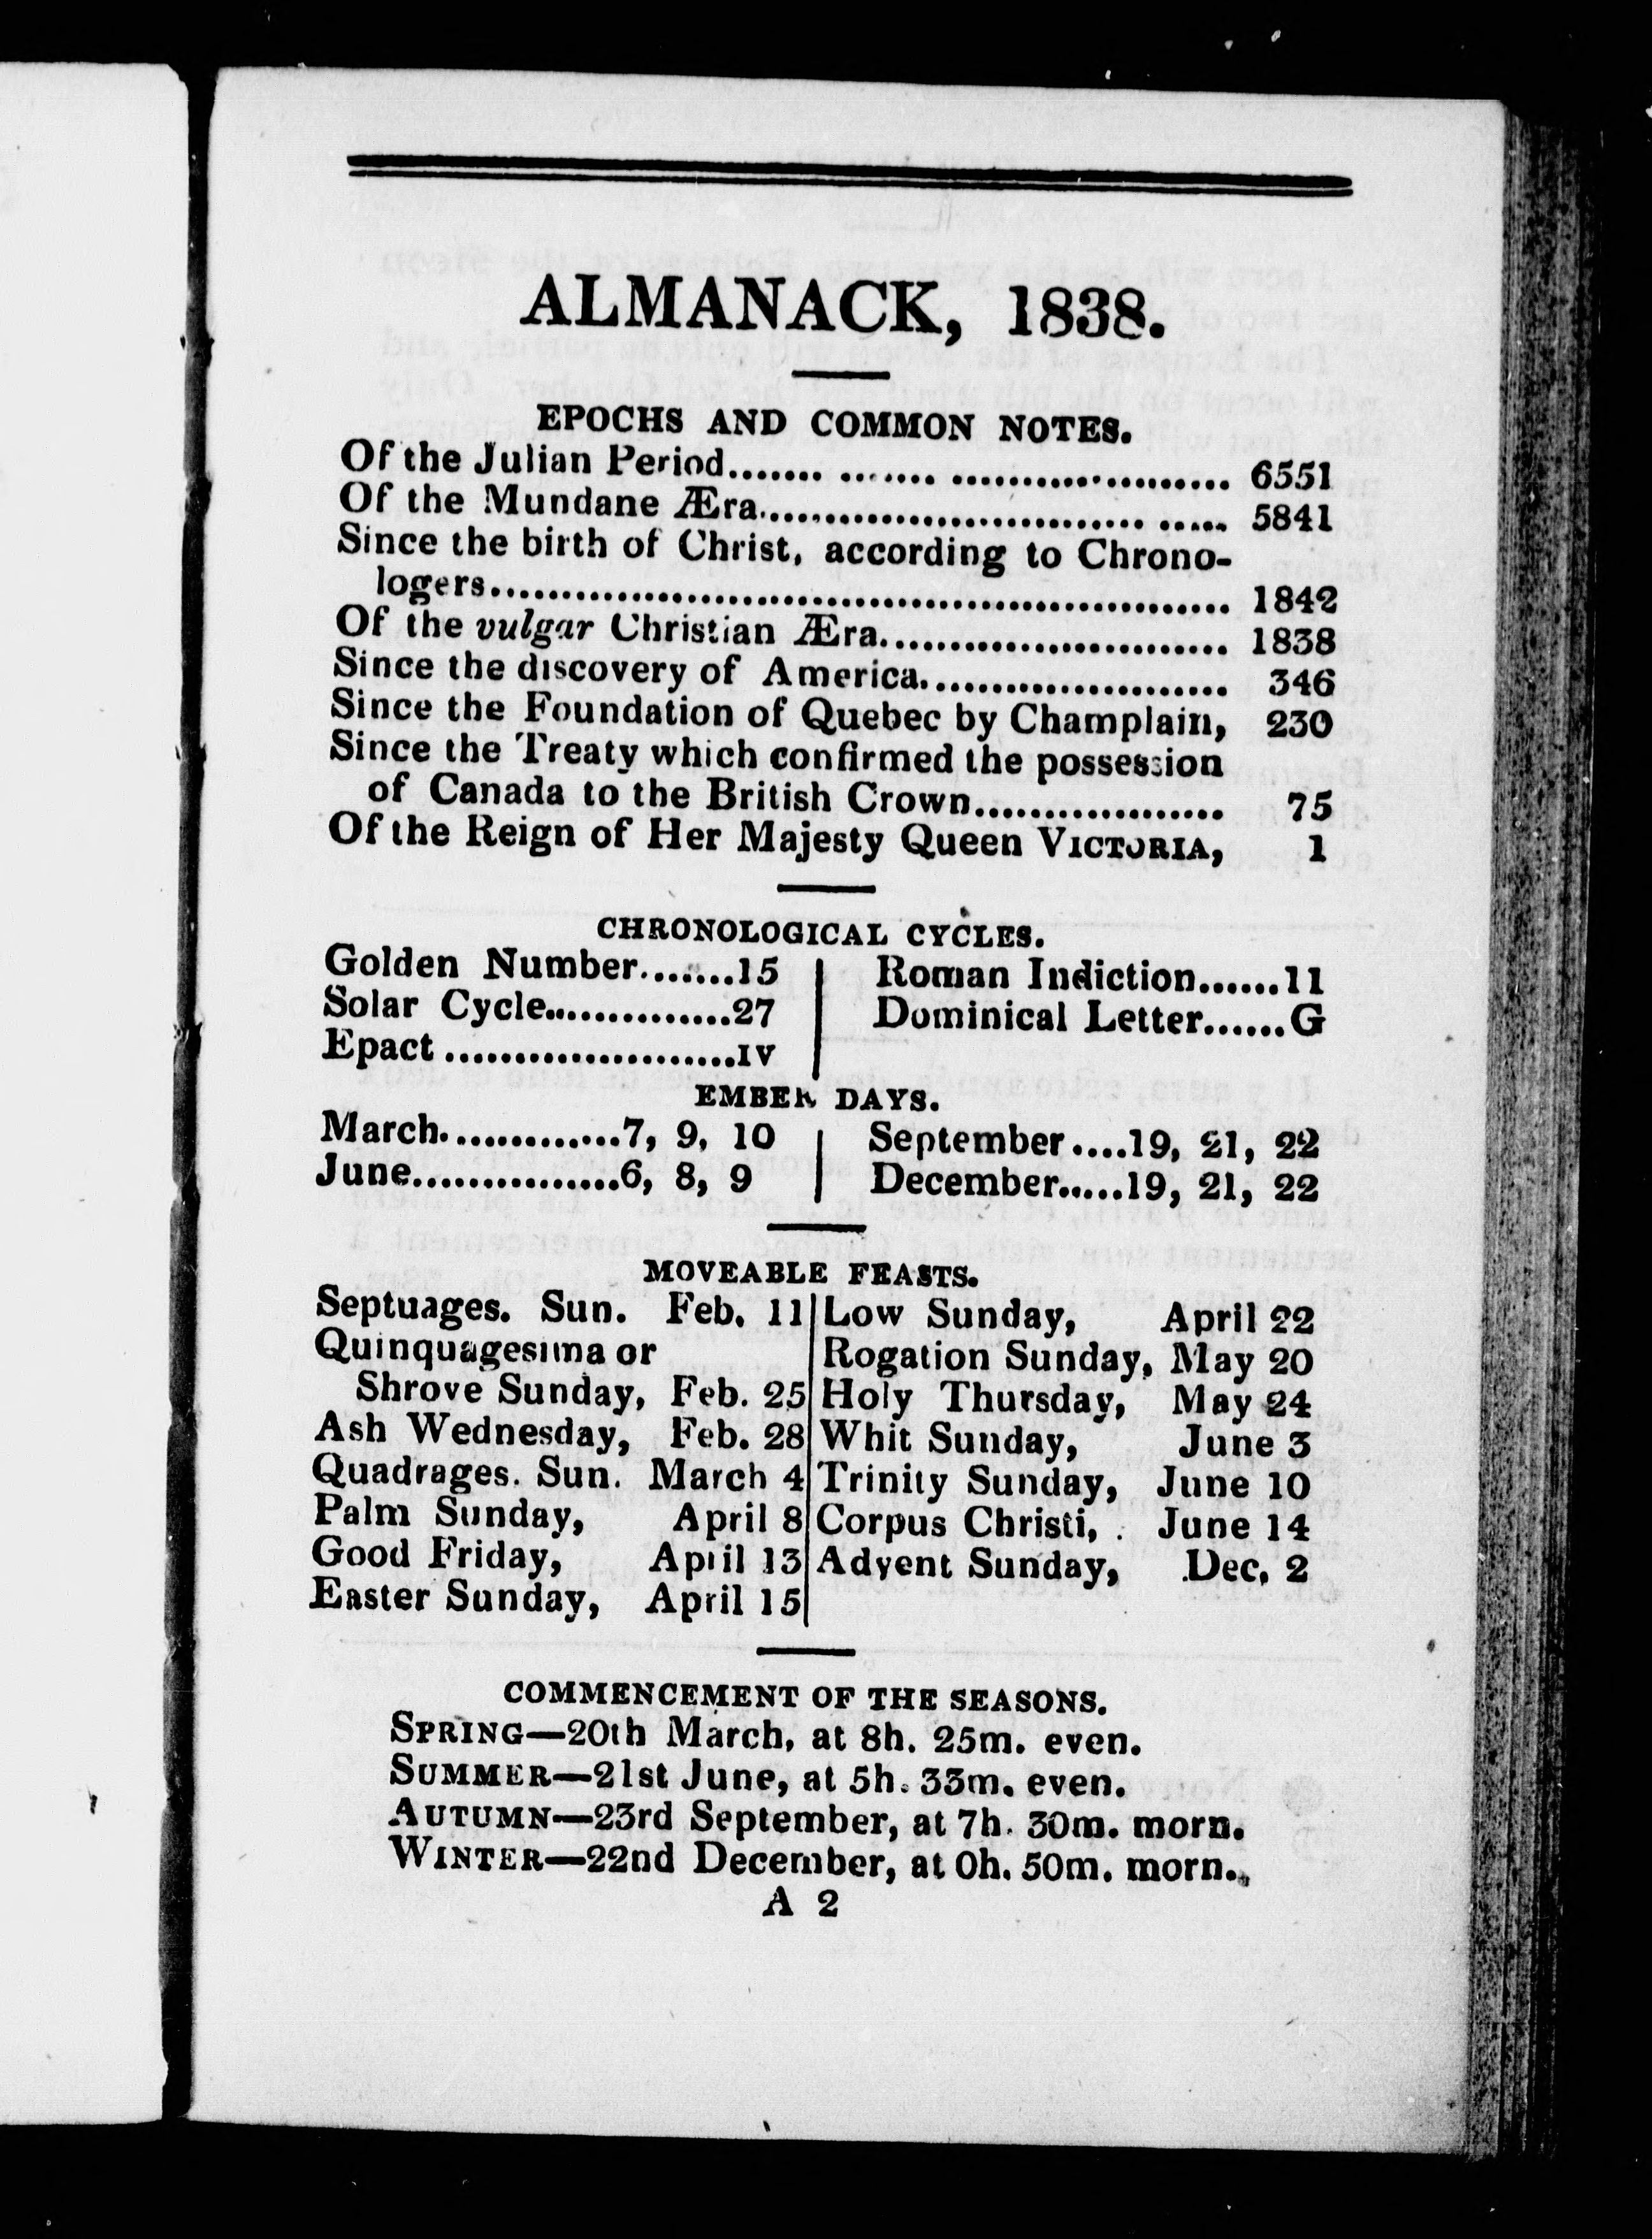 ALMANACK, 1838.
EPOCHS AND COMMON NOTES.
Of the Julian Period........ ....... .................... 6551
Of the Mundane Æra............................ ..... 5841
Since the birth of Christ, according to Chrono-
logers..................................................... 1842
Of the vulgar Christian Æra......................... 1838
Since the discovery of America...................... 346
Since the Foundation of Quebec by Champlain, 230
Since the Treaty which confirmed the possession
of Canada to the British Crown.................. 75
Of the Reign of Her Majesty Queen VICTORIA, 1
CHRONOLOGICAL CYCLES.
Golden Number.......15 | Roman Indiction......11
Solar Cycle..............27 | Dominical Letter......G
Epact .....................IV
EMBER DAYS.
March.............7, 9, 10 | September....19, 21, 22
June...............6, 8, 9 | December.....19, 21, 22
MOVEABLE FEASTS.
Septuages. Sun. Feb. 11 | Low Sunday, April 22
Quinquagesima or | Rogation Sunday, May 20
Shrove Sunday, Feb. 25 | Holy Thursday, May 24
Ash Wednesday, Feb. 28 | Whit Sunday, June 3
Quadrages. Sun. March 4 | Trinity Sunday, June 10
Palm Sunday, April 8 | Corpus Christi, June 14
Good Friday, April 13 | Advent Sunday, Dec. 2
Easter Sunday, April 15
COMMENCEMENT OF THE SEASONS.
SPRING—20th March, at 8h. 25m. even.
SUMMER—21st June, at 5h. 33m. even.
AUTUMN—23rd September, at 7h. 30m. morn.
WINTER—22nd December, at 0h. 50m. morn.
A 2